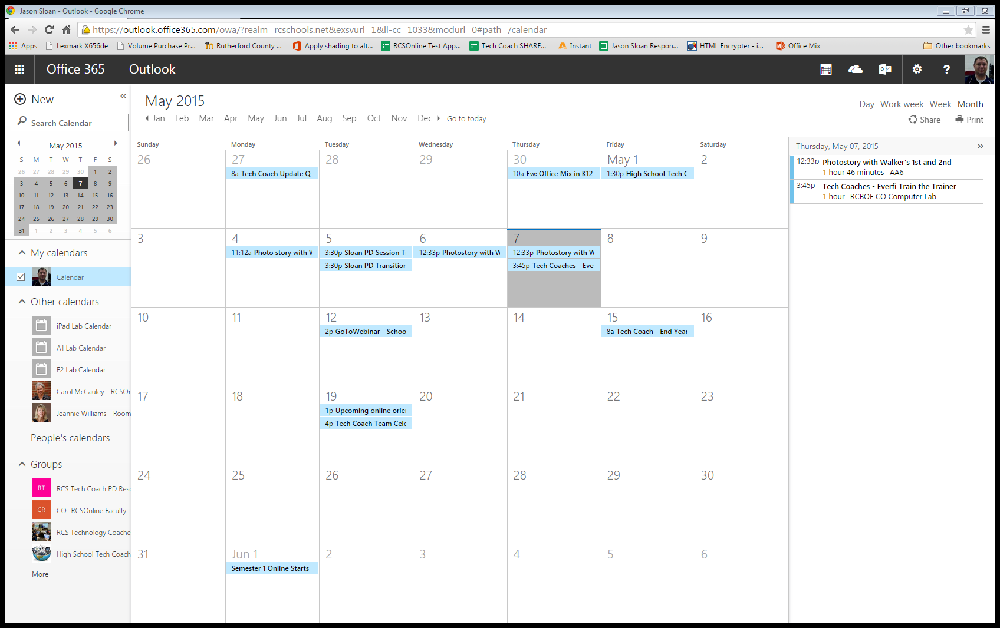 Jason Sloan - Outlook - Google Chrome
https://outlook.office365.com/owa/?realm=rcschools.net&exsvurl=1&ll-cc=1033&modurl=0#path=/calendar
Apps Lexmark X656de Volume Purchase Pr... Rutherford County ... Apply shading to alt... RCSOnline Test App... Tech Coach SHARE... Instant Jason Sloan Respon... HTML Encrypter - i... Office Mix Other bookmarks
Office 365 Outlook ?
New «
Search Calendar
May 2015
S M T W T F S
26 27 28 29 30 1 2
3 4 5 6 7 8 9
10 11 12 13 14 15 16
17 18 19 20 21 22 23
24 25 26 27 28 29 30
31 1 2 3 4 5 6
My calendars
Calendar
Other calendars
iPad Lab Calendar
A1 Lab Calendar
F2 Lab Calendar
Carol McCauley - RCSOr
Jeannie Williams - Room
People's calendars
Groups
RT RCS Tech Coach PD Reso
CR CO- RCSOnline Faculty
RCS Technology Coache
High School Tech Coach
More
May 2015
Jan Feb Mar Apr May Jun Jul Aug Sep Oct Nov Dec Go to today
Day Work week Week Month
Share Print
Sunday Monday Tuesday Wednesday Thursday Friday Saturday
26 27 28 29 30 May 1 2
8a Tech Coach Update Q 10a Fw: Office Mix in K12 1:30p High School Tech C
3 4 5 6 7 8 9
11:12a Photo story with V 3:30p Sloan PD Session T 12:33p Photostory with W 12:33p Photostory with W
3:30p Sloan PD Transition 3:45p Tech Coaches - Eve
10 11 12 13 14 15 16
2p GoToWebinar - Schoo 8a Tech Coach - End Year
17 18 19 20 21 22 23
1p Upcoming online orie
4p Tech Coach Team Cele
24 25 26 27 28 29 30
31 Jun 1 2 3 4 5 6
Semester 1 Online Starts
Thursday, May 07, 2015 »
12:33p Photostory with Walker's 1st and 2nd
1 hour 46 minutes AA6
3:45p Tech Coaches - Everfi Train the Trainer
1 hour RCBOE CO Computer Lab